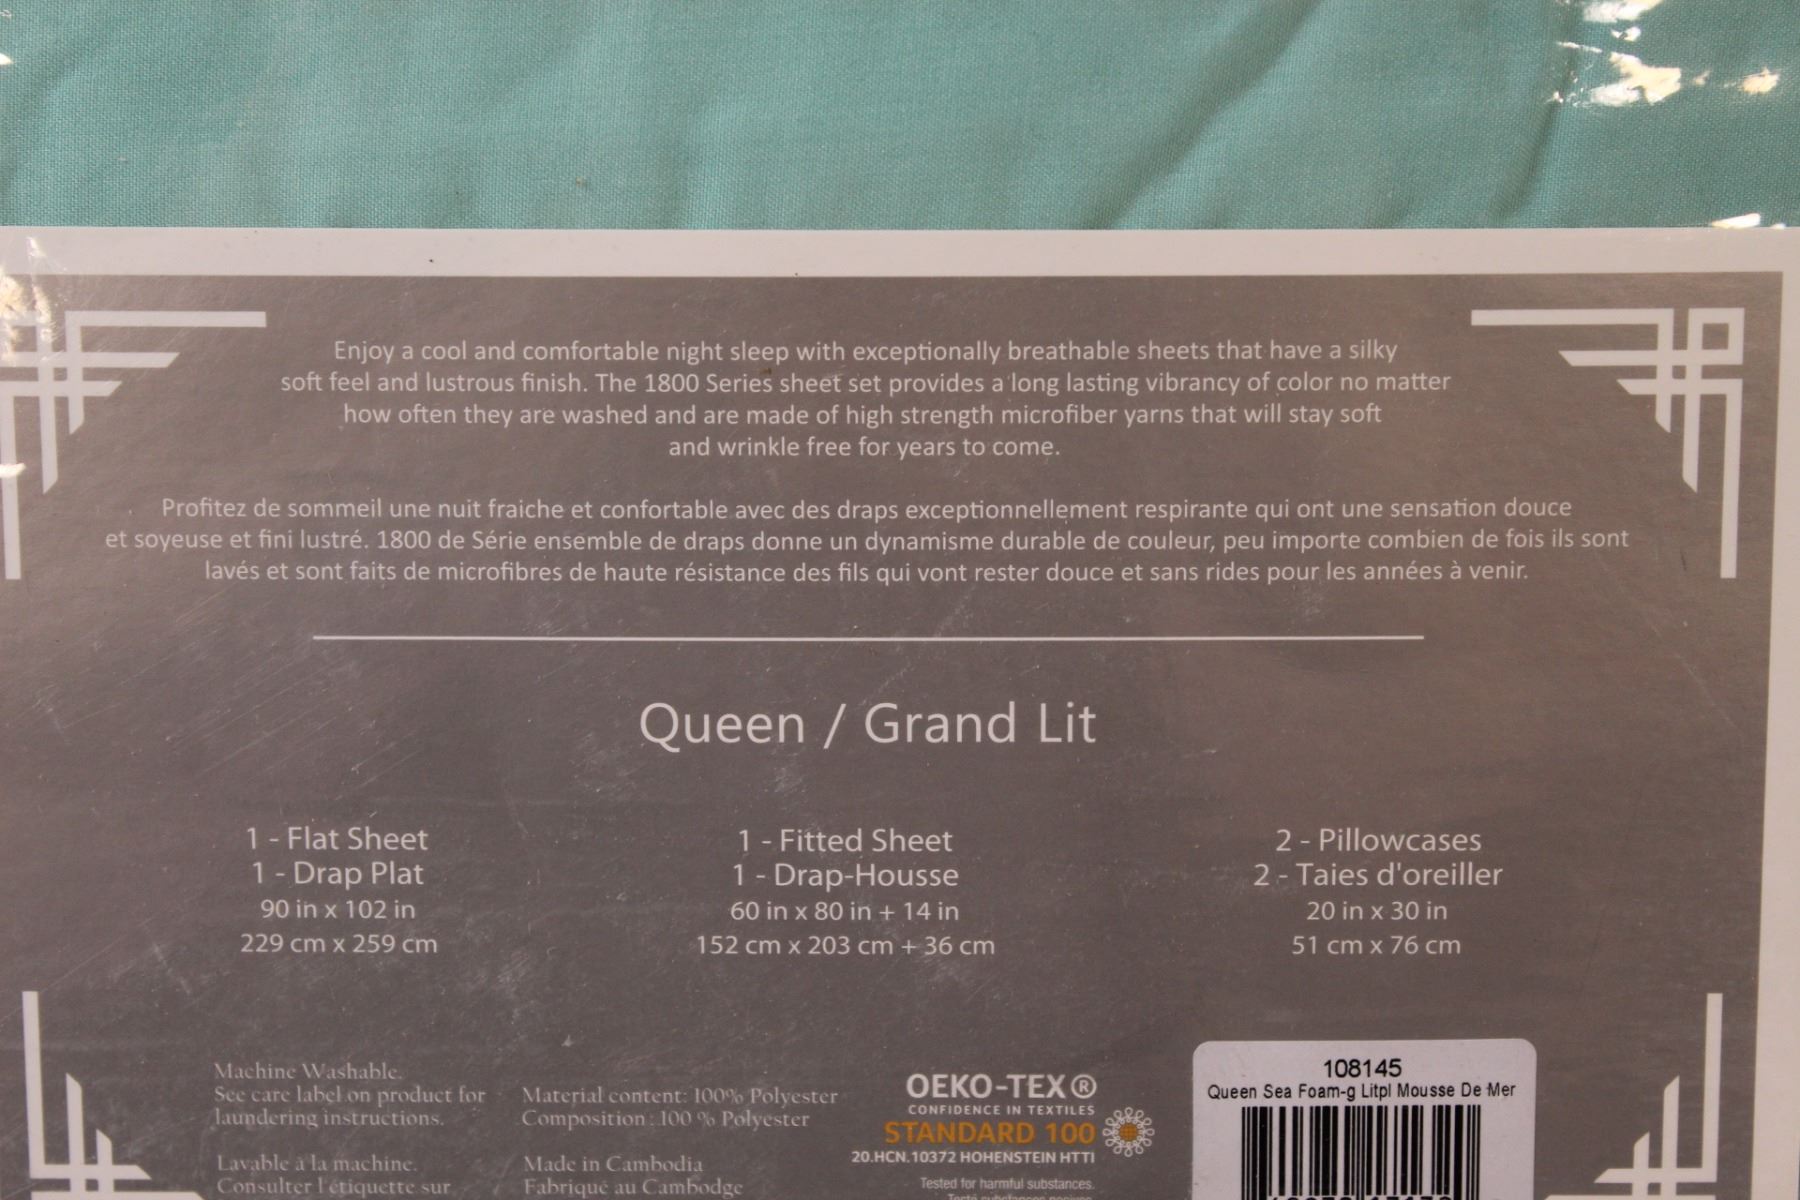 Enjoy a cool and comfortable night sleep with exceptionally breathable sheets that have a silky
soft feel and lustrous finish. The 1800 Series sheet set provides a long lasting vibrancy of color no matter
how often they are washed and are made of high strength microfiber yarns that will stay soft
and wrinkle free for years to come.
Profitez de sommeil une nuit fraiche et confortable avec des draps exceptionnellement respirante qui ont une sensation douce
et soyeuse et fini lustré. 1800 de Série ensemble de draps donne un dynamisme durable de couleur, peu importe combien de fois ils sont
lavés et sont faits de microfibres de haute résistance des fils qui vont rester douce et sans rides pour les années à venir.
Queen / Grand Lit
1 - Flat Sheet
1 - Drap Plat
90 in x 102 in
229 cm x 259 cm
1 - Fitted Sheet
1 - Drap-Housse
60 in x 80 in + 14 in
152 cm x 203 cm + 36 cm
2 - Pillowcases
2 - Taies d'oreiller
20 in x 30 in
51 cm x 76 cm
Machine Washable.
See care label on product for
laundering instructions.
Lavable à la machine.
Consulter l'étiquette sur
Material content: 100% Polyester
Composition: 100 % Polyester
Made in Cambodia
Fabriqué au Cambodge
OEKO-TEX®
CONFIDENCE IN TEXTILES
STANDARD 100
20.HCN.10372 HOHENSTEIN HTTI
Tested for harmful substances.
108145
Queen Sea Foam-g Litpl Mousse De Mer